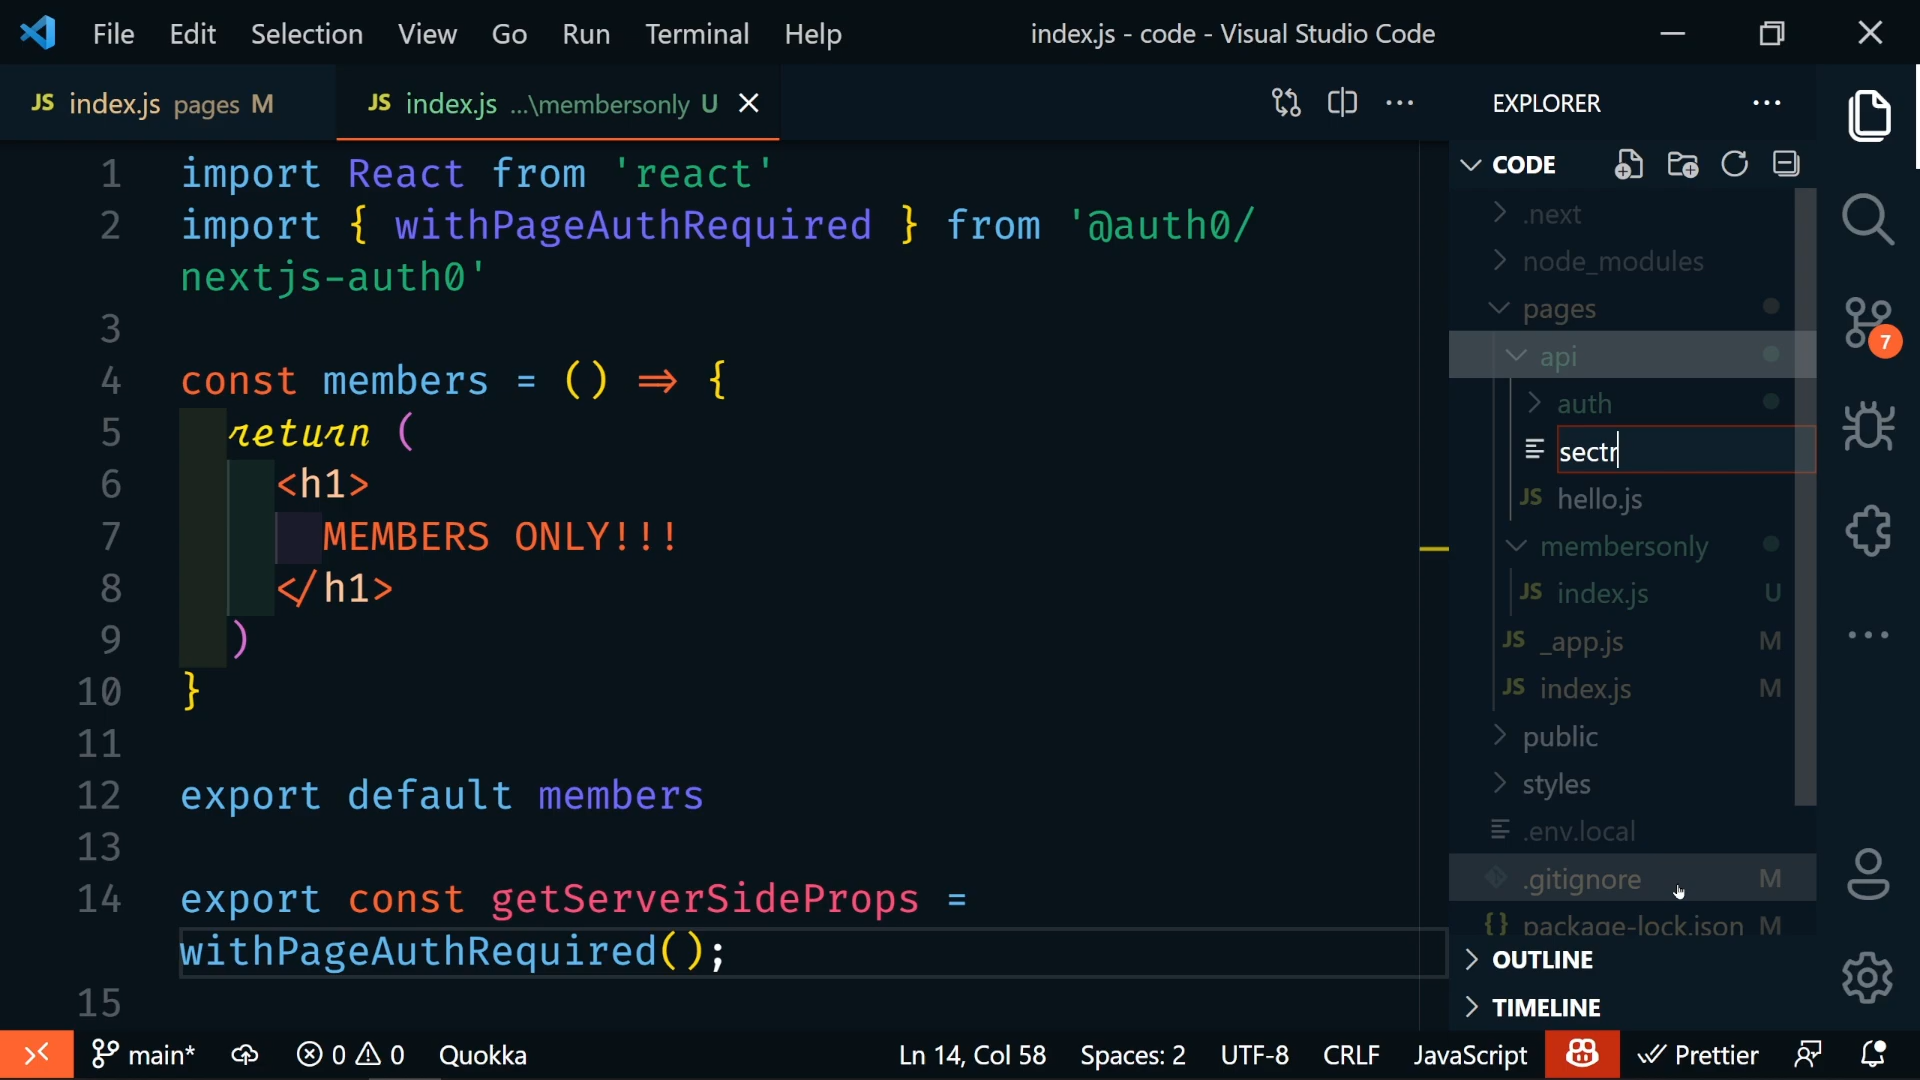 File Edit Selection View Go Run Terminal Help index.js - code - Visual Studio Code
JS index.js pages M JS index.js ...\membersonly U
1 import React from 'react'
2 import { withPageAuthRequired } from '@auth0/
nextjs-auth0'
3
4 const members = () => {
5 return (
6 <h1>
7 MEMBERS ONLY!!!
8 </h1>
9 )
10 }
11
12 export default members
13
14 export const getServerSideProps =
withPageAuthRequired();
15
EXPLORER
CODE
.next
node_modules
pages
api
auth
sectr
JS hello.js
membersonly
JS index.js U
JS _app.js M
JS index.js M
public
styles
.env.local
.gitignore M
{} package-lock.json M
OUTLINE
TIMELINE
7
main* 0 0 Quokka Ln 14, Col 58 Spaces: 2 UTF-8 CRLF JavaScript Prettier